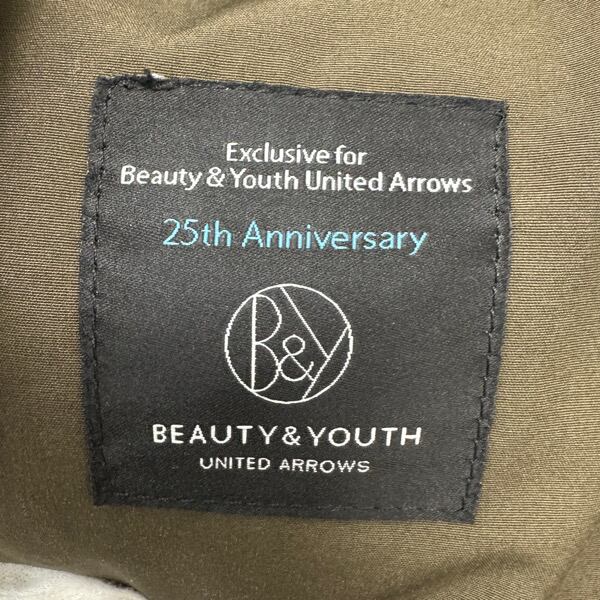 Exclusive for
Beauty & Youth United Arrows
25th Anniversary
B&Y
BEAUTY & YOUTH
UNITED ARROWS